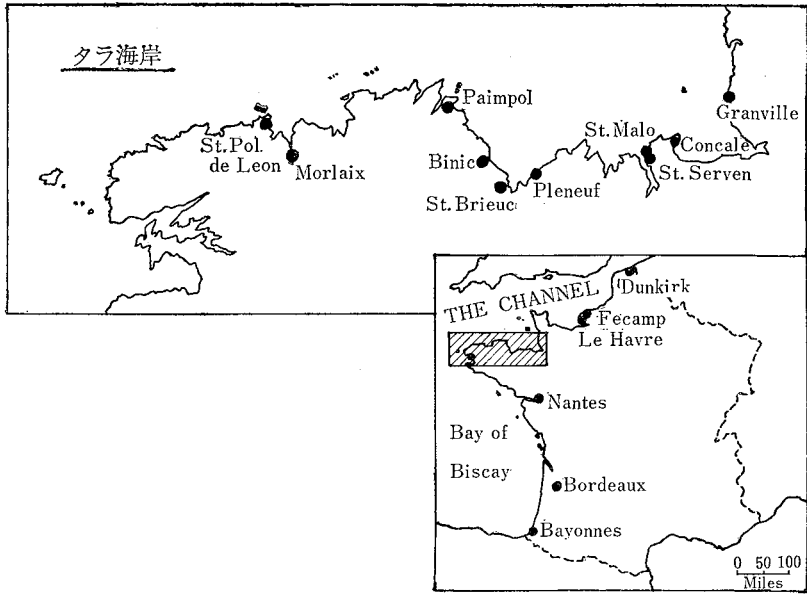 タラ海岸
Paimpol
Granville
St. Pol.
de Leon
Morlaix
St. Malo
Concale
Binic
St. Serven
Pleneuf
St. Brieuc
THE CHANNEL
Dunkirk
Fecamp
Le Havre
Nantes
Bay of
Biscay
Bordeaux
Bayonnes
0 50 100
Miles